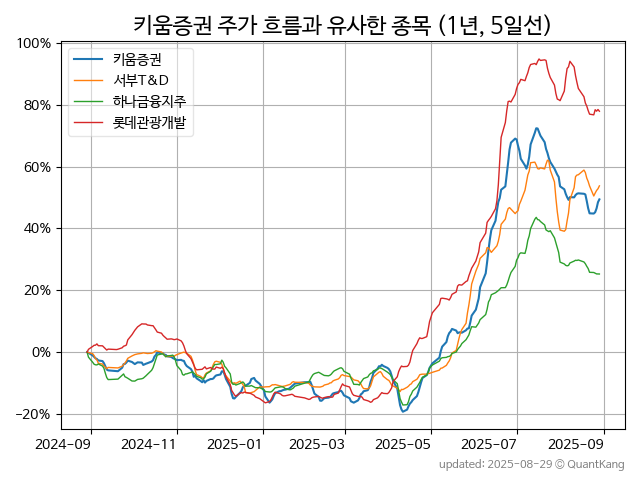 키움증권 주가 흐름과 유사한 종목 (1년, 5일선)
100%
80%
60%
40%
20%
0%
−20%
키움증권
서부T&D
하나금융지주
롯데관광개발
2024-09 2024-11 2025-01 2025-03 2025-05 2025-07 2025-09
updated: 2025-08-29 © QuantKang